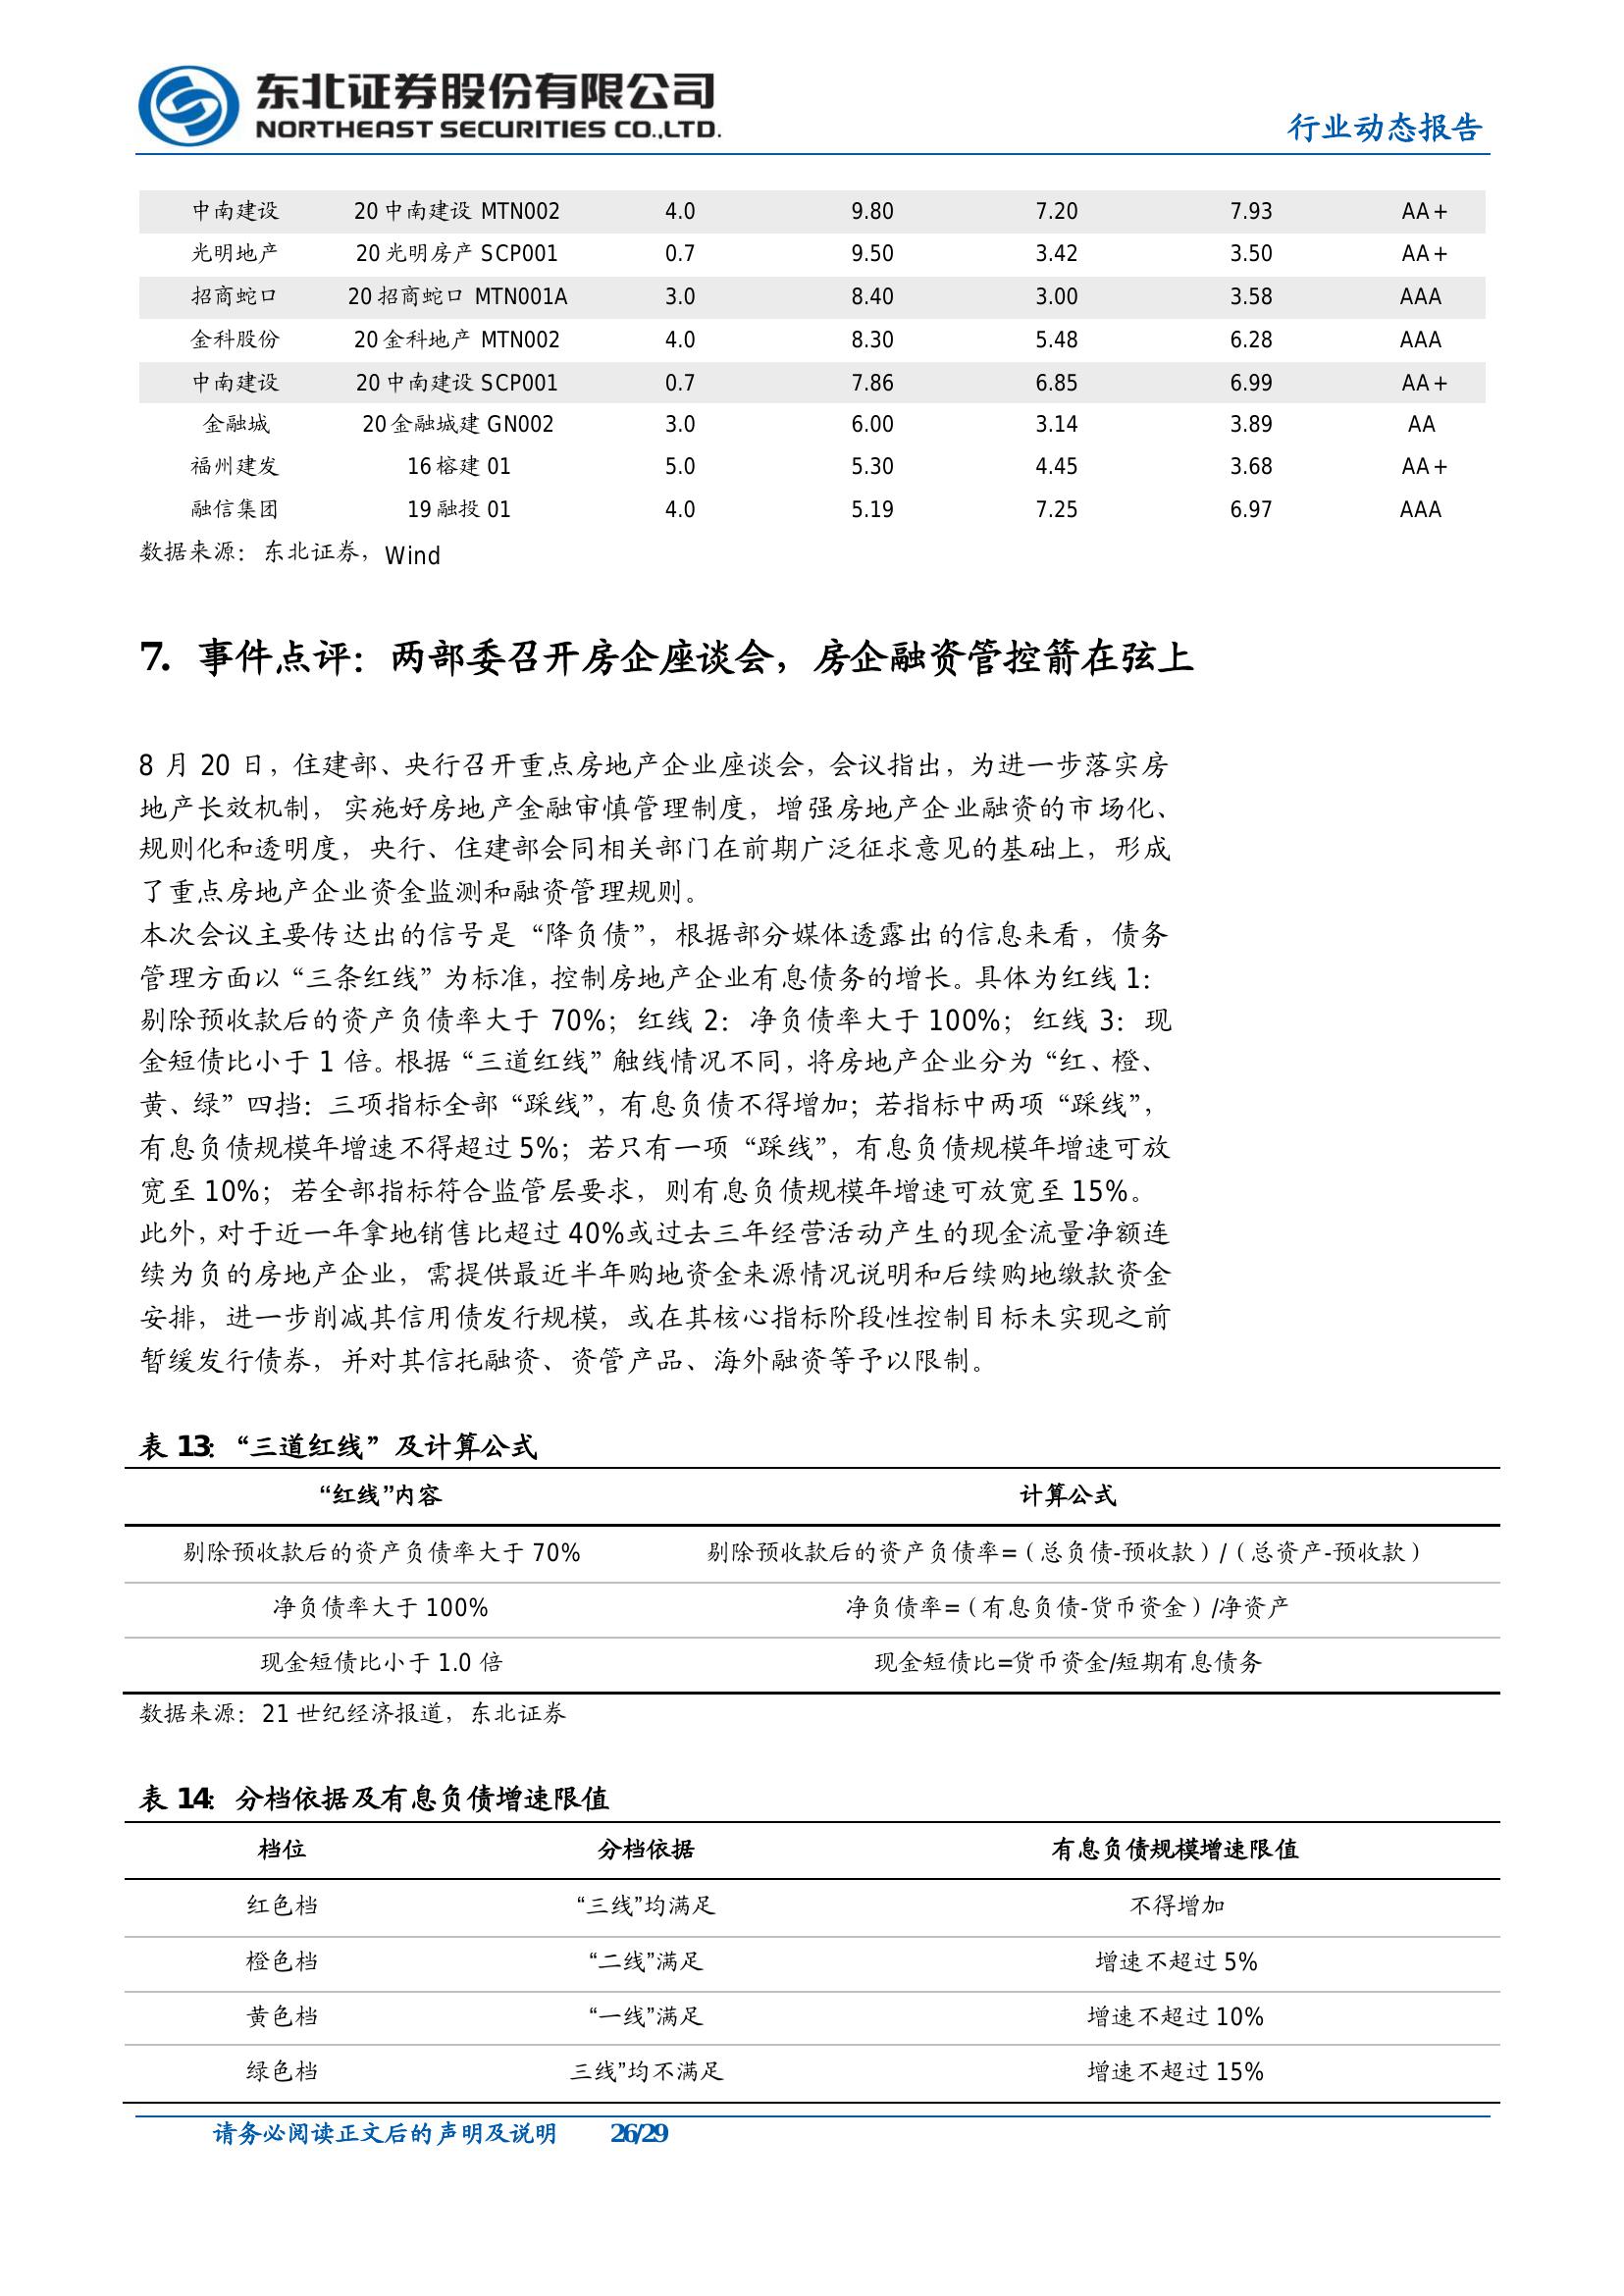 东北证券股份有限公司
NORTHEAST SECURITIES CO.,LTD.
行业动态报告
中南建设 20 中南建设 MTN002 4.0 9.80 7.20 7.93 AA+
光明地产 20 光明房产 SCP001 0.7 9.50 3.42 3.50 AA+
招商蛇口 20 招商蛇口 MTN001A 3.0 8.40 3.00 3.58 AAA
金科股份 20 金科地产 MTN002 4.0 8.30 5.48 6.28 AAA
中南建设 20 中南建设 SCP001 0.7 7.86 6.85 6.99 AA+
金融城 20 金融城建 GN002 3.0 6.00 3.14 3.89 AA
福州建发 16 榕建 01 5.0 5.30 4.45 3.68 AA+
融信集团 19 融投 01 4.0 5.19 7.25 6.97 AAA
数据来源：东北证券，Wind
7. 事件点评：两部委召开房企座谈会，房企融资管控箭在弦上
8 月 20 日，住建部、央行召开重点房地产企业座谈会，会议指出，为进一步落实房
地产长效机制，实施好房地产金融审慎管理制度，增强房地产企业融资的市场化、
规则化和透明度，央行、住建部会同相关部门在前期广泛征求意见的基础上，形成
了重点房地产企业资金监测和融资管理规则。
本次会议主要传达出的信号是“降负债”，根据部分媒体透露出的信息来看，债务
管理方面以“三条红线”为标准，控制房地产企业有息债务的增长。具体为红线 1：
剔除预收款后的资产负债率大于 70%；红线 2：净负债率大于 100%；红线 3：现
金短债比小于 1 倍。根据“三道红线”触线情况不同，将房地产企业分为“红、橙、
黄、绿”四挡：三项指标全部“踩线”，有息负债不得增加；若指标中两项“踩线”，
有息负债规模年增速不得超过 5%；若只有一项“踩线”，有息负债规模年增速可放
宽至 10%；若全部指标符合监管层要求，则有息负债规模年增速可放宽至 15%。
此外，对于近一年拿地销售比超过 40%或过去三年经营活动产生的现金流量净额连
续为负的房地产企业，需提供最近半年购地资金来源情况说明和后续购地缴款资金
安排，进一步削减其信用债发行规模，或在其核心指标阶段性控制目标未实现之前
暂缓发行债券，并对其信托融资、资管产品、海外融资等予以限制。
表 13：“三道红线”及计算公式
“红线”内容 计算公式
剔除预收款后的资产负债率大于 70% 剔除预收款后的资产负债率=（总负债-预收款）/（总资产-预收款）
净负债率大于 100% 净负债率=（有息负债-货币资金）/净资产
现金短债比小于 1.0 倍 现金短债比=货币资金/短期有息债务
数据来源：21 世纪经济报道，东北证券
表 14：分档依据及有息负债增速限值
档位 分档依据 有息负债规模增速限值
红色档 “三线”均满足 不得增加
橙色档 “二线”满足 增速不超过 5%
黄色档 “一线”满足 增速不超过 10%
绿色档 三线”均不满足 增速不超过 15%
请务必阅读正文后的声明及说明 26/29